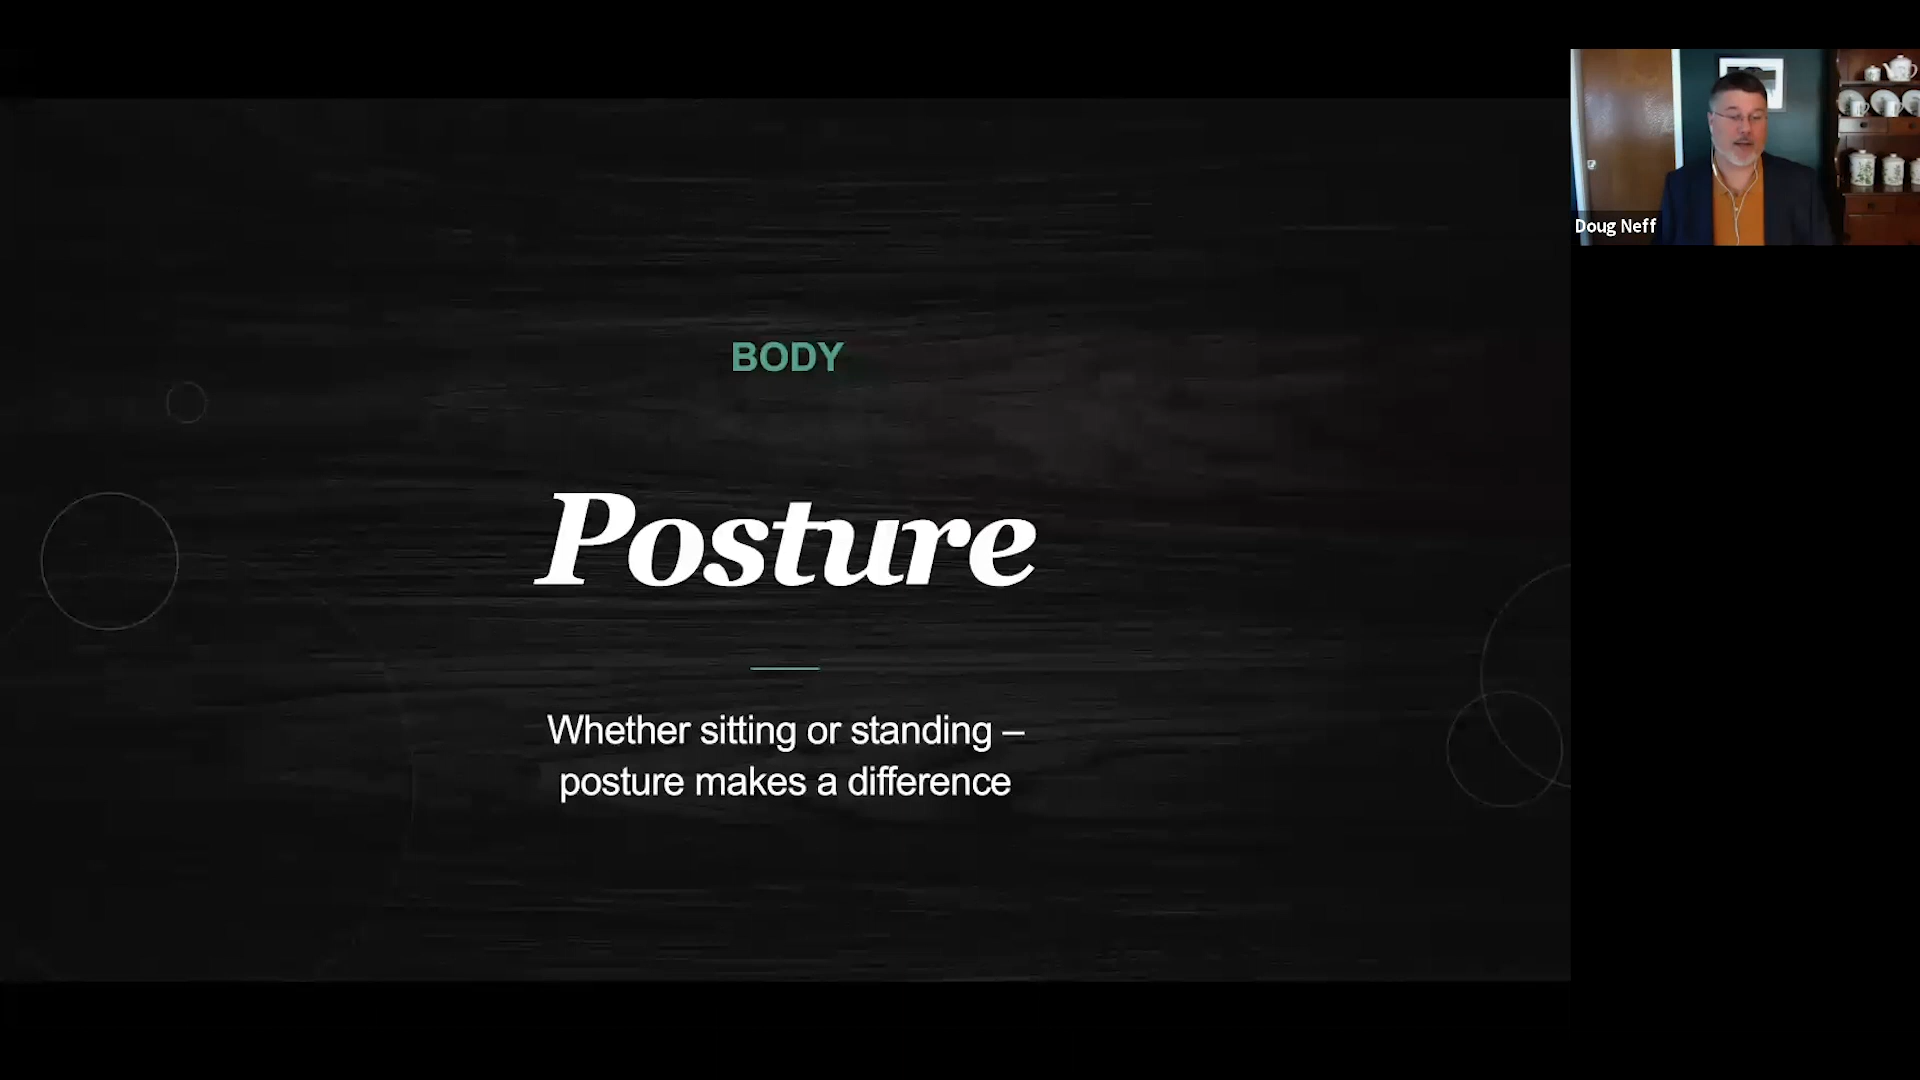 BODY
Posture
Whether sitting or standing –
posture makes a difference
Doug Neff